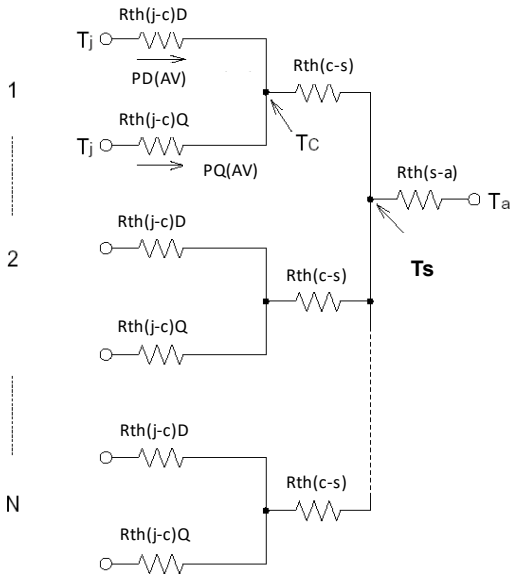 Rth(j-c)D
Tj
PD(AV)
1
Rth(c-s)
Rth(j-c)Q
Tj
TC
PQ(AV)
Rth(s-a)
Ta
Rth(j-c)D
2
Rth(c-s)
Ts
Rth(j-c)Q
Rth(j-c)D
Rth(c-s)
N
Rth(j-c)Q